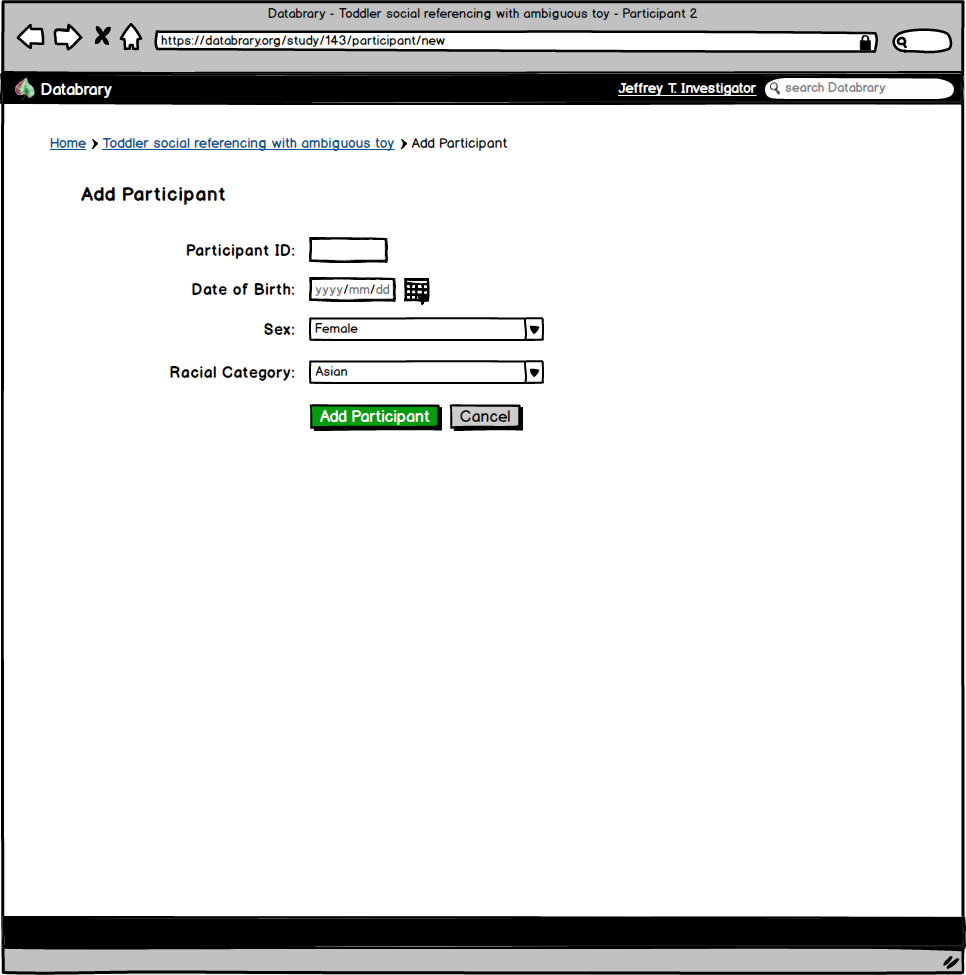 Databrary - Toddler social referencing with ambiguous toy - Participant 2
https://databrary.org/study/143/participant/new
Databrary Jeffrey T. Investigator search Databrary
Home > Toddler social referencing with ambiguous toy > Add Participant
Add Participant
Participant ID:
Date of Birth: yyyy/mm/dd
Sex: Female
Racial Category: Asian
Add Participant Cancel